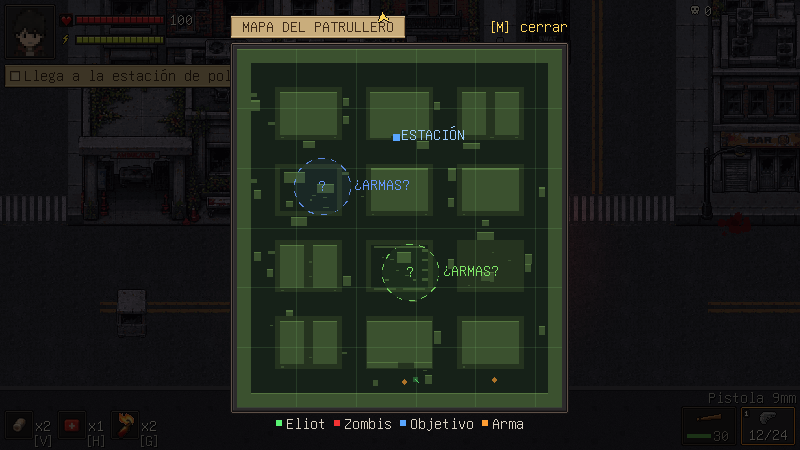 100
MAPA DEL PATRULLERO
[M] cerrar
0
Llega a la estación de pol
ESTACIÓN
? ¿ARMAS?
? ¿ARMAS?
BAR
Eliot Zombis Objetivo Arma
x2 [V]
x1 [H]
x2 [G]
Pistola 9mm
30
1
12/24